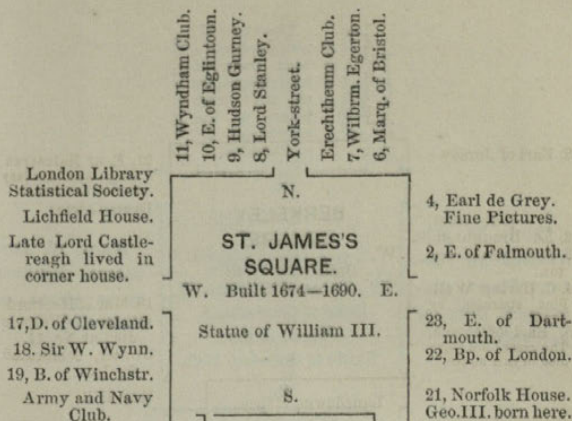 11, Wyndham Club.
10, E. of Eglintoun.
9, Hudson Gurney.
8, Lord Stanley.
York-street.
Erechtheum Club.
7, Wilbrm. Egerton.
6, Marq. of Bristol.
London Library
Statistical Society.
Lichfield House.
Late Lord Castle-
reagh lived in
corner house.
17, D. of Cleveland.
18. Sir W. Wynn.
19, B. of Winchstr.
Army and Navy
Club.
N.
ST. JAMES'S
SQUARE.
W. Built 1674—1690. E.
Statue of William III.
S.
4, Earl de Grey.
Fine Pictures.
2, E. of Falmouth.
23, E. of Dart-
mouth.
22, Bp. of London.
21, Norfolk House.
Geo. III. born here.